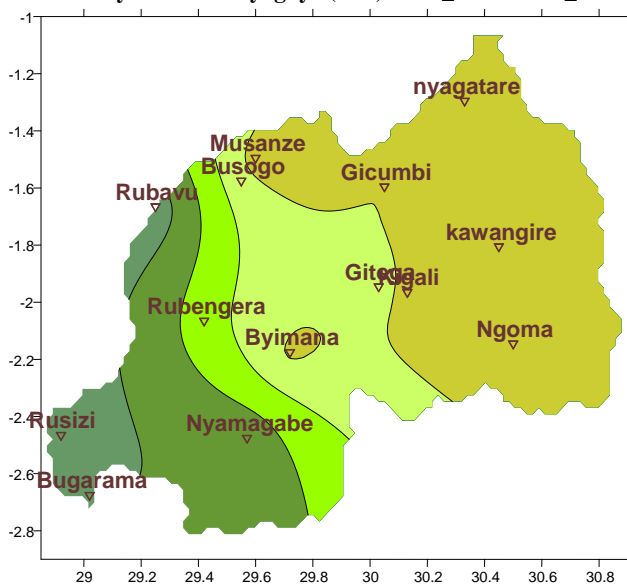 -1
-1.2
nyagatare
-1.4
Musanze
Busogo
Gicumbi
-1.6
Rubavu
kawangire
-1.8
Gitega
Kigali
-2
Rubengera
Byimana
Ngoma
-2.2
-2.4
Rusizi
Nyamagabe
-2.6
Bugarama
-2.8
29 29.2 29.4 29.6 29.8 30 30.2 30.4 30.6 30.8